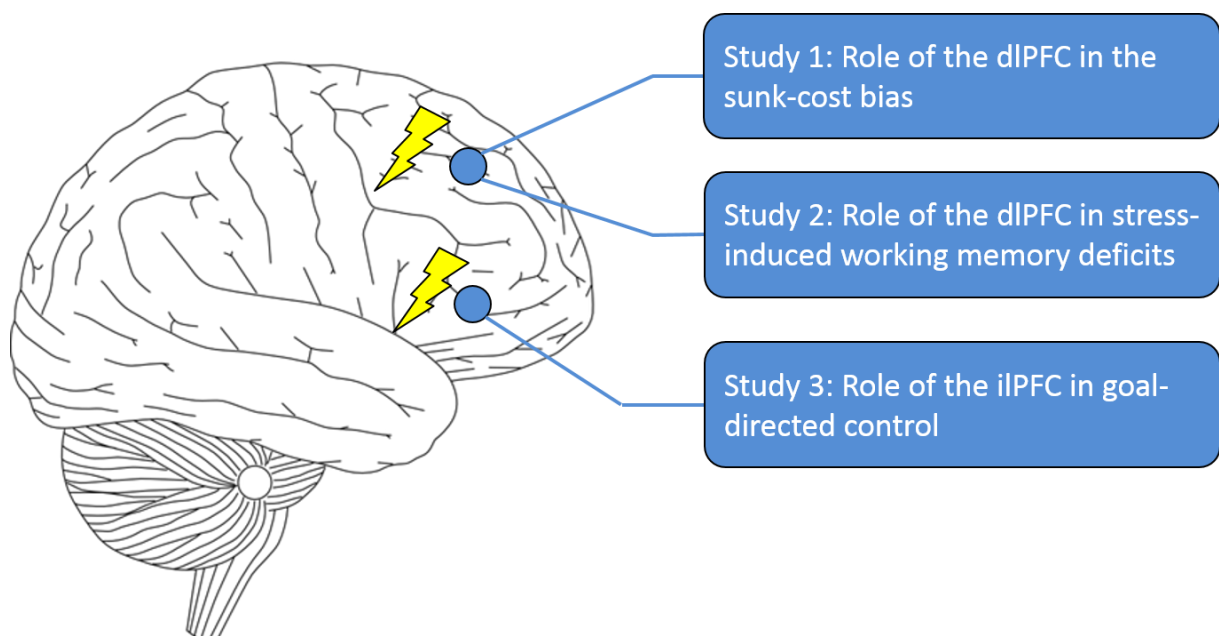 Study 1: Role of the dlPFC in the
sunk-cost bias
Study 2: Role of the dlPFC in stress-
induced working memory deficits
Study 3: Role of the ilPFC in goal-
directed control